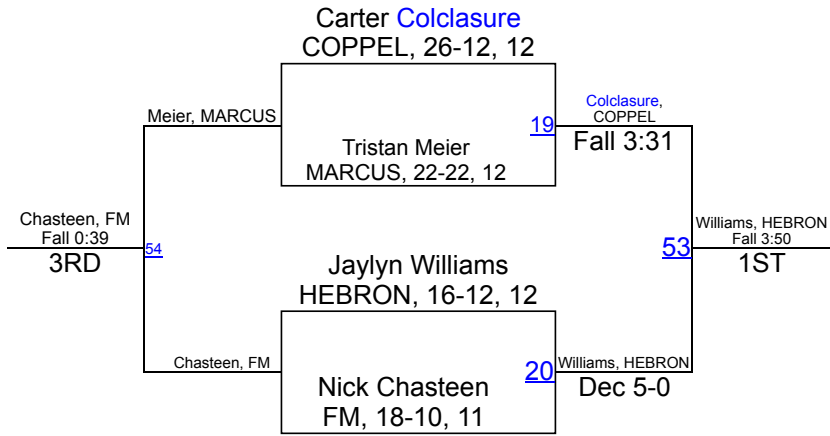 Carter Colclasure
COPPEL, 26-12, 12
Meier, MARCUS
19
Colclasure,
COPPEL
Fall 3:31
Tristan Meier
MARCUS, 22-22, 12
Chasteen, FM
Fall 0:39
3RD
54
53
Williams, HEBRON
Fall 3:50
1ST
Jaylyn Williams
HEBRON, 16-12, 12
Chasteen, FM
20
Williams, HEBRON
Dec 5-0
Nick Chasteen
FM, 18-10, 11